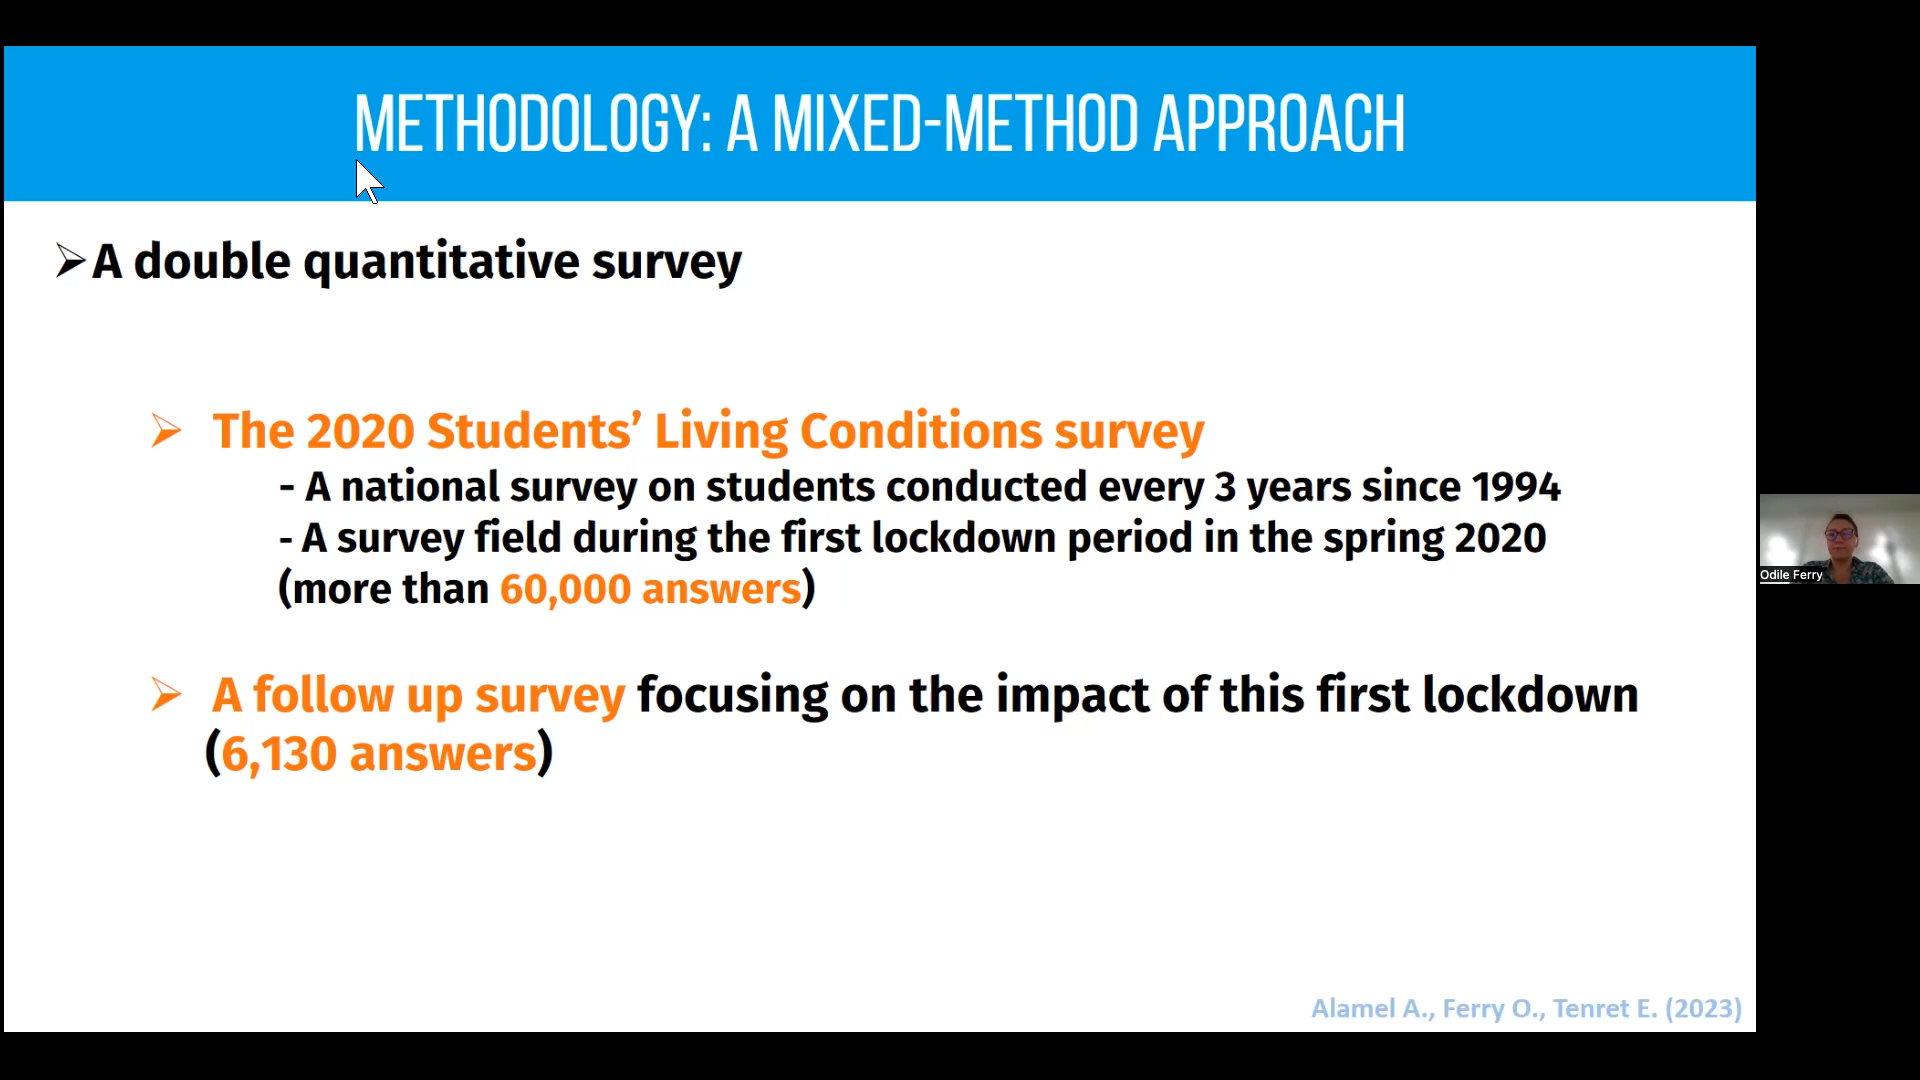 METHODOLOGY: A MIXED-METHOD APPROACH
➢A double quantitative survey
➢ The 2020 Students’ Living Conditions survey
- A national survey on students conducted every 3 years since 1994
- A survey field during the first lockdown period in the spring 2020
(more than 60,000 answers)
➢ A follow up survey focusing on the impact of this first lockdown
(6,130 answers)
Odile Ferry
Alamel A., Ferry O., Tenret E. (2023)